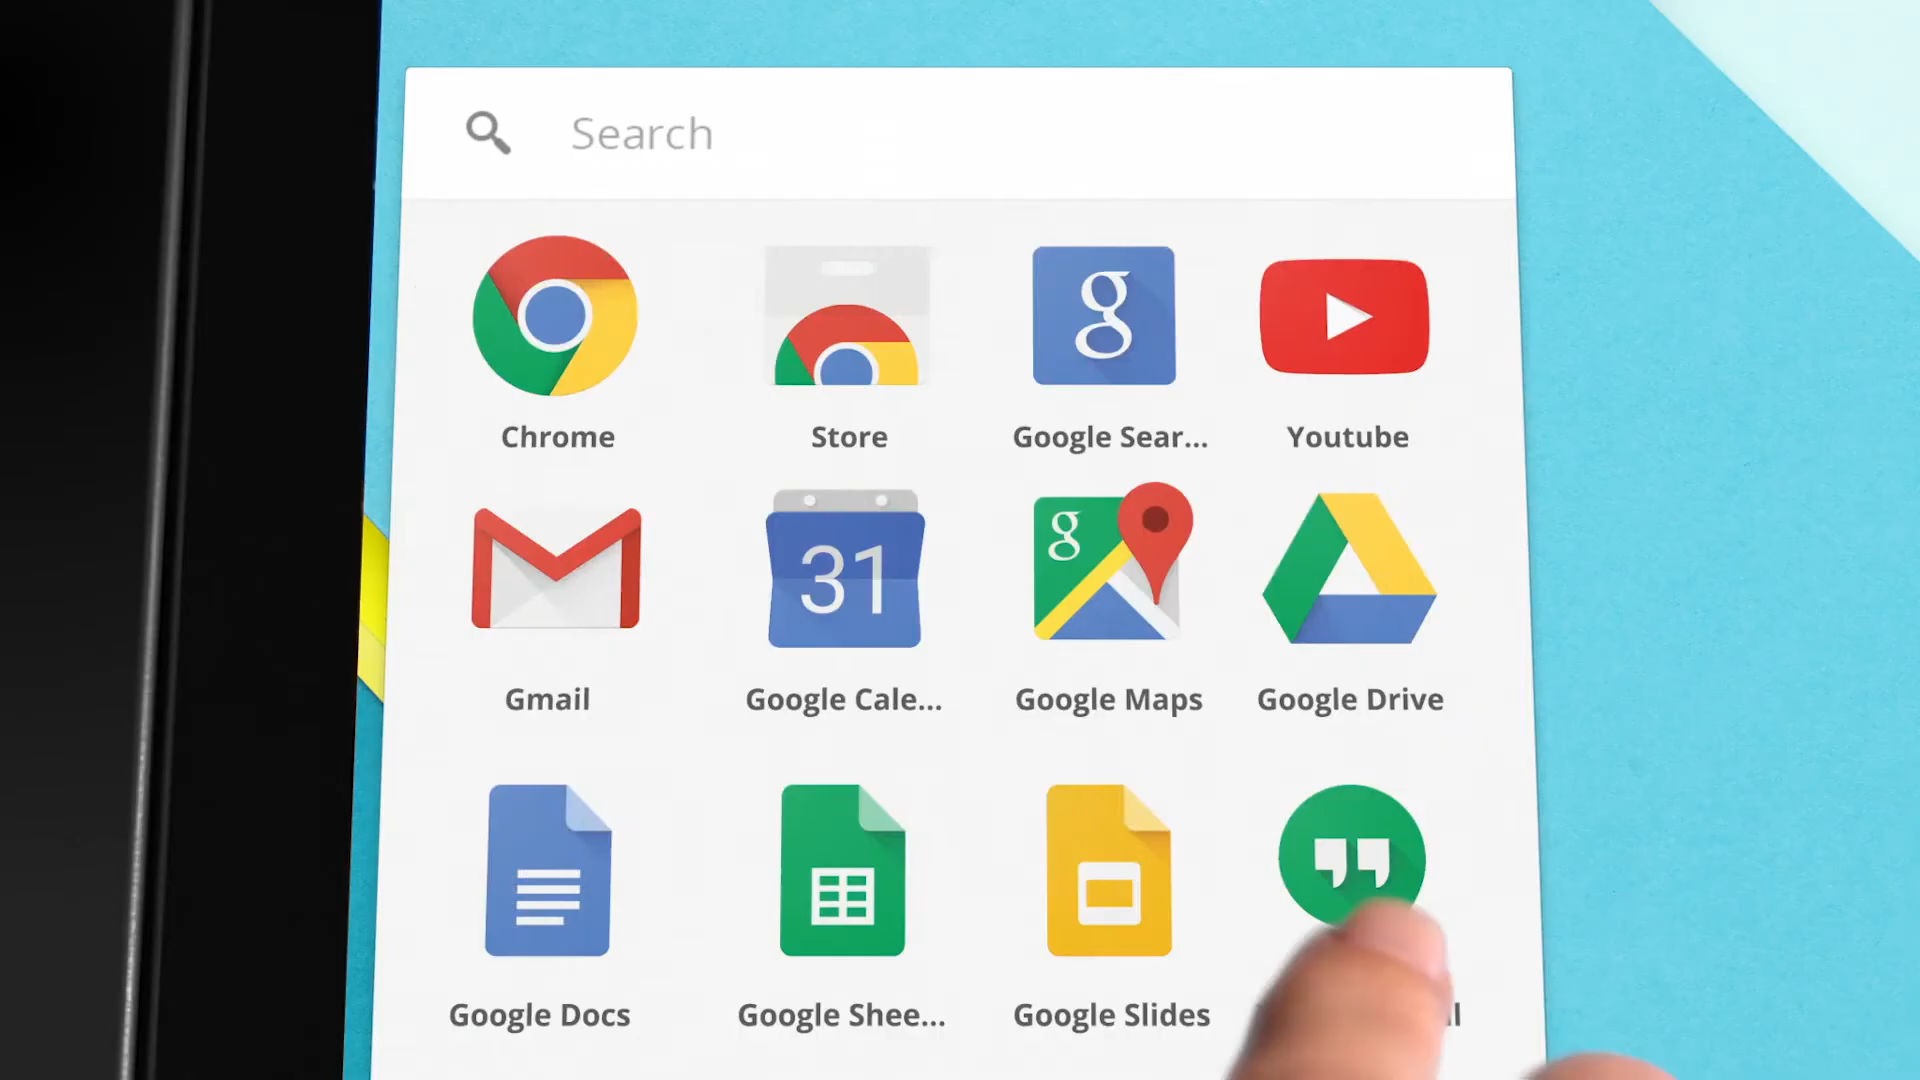 Search
g
Chrome
Store
Google Sear...
Youtube
31
g
Gmail
Google Cale...
Google Maps
Google Drive
Google Docs
Google Shee...
Google Slides